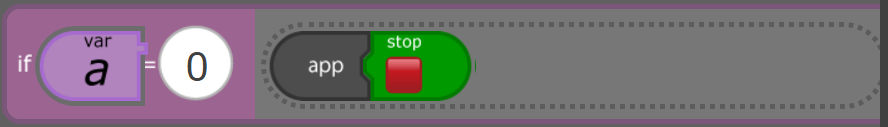 if var a = 0 app stop